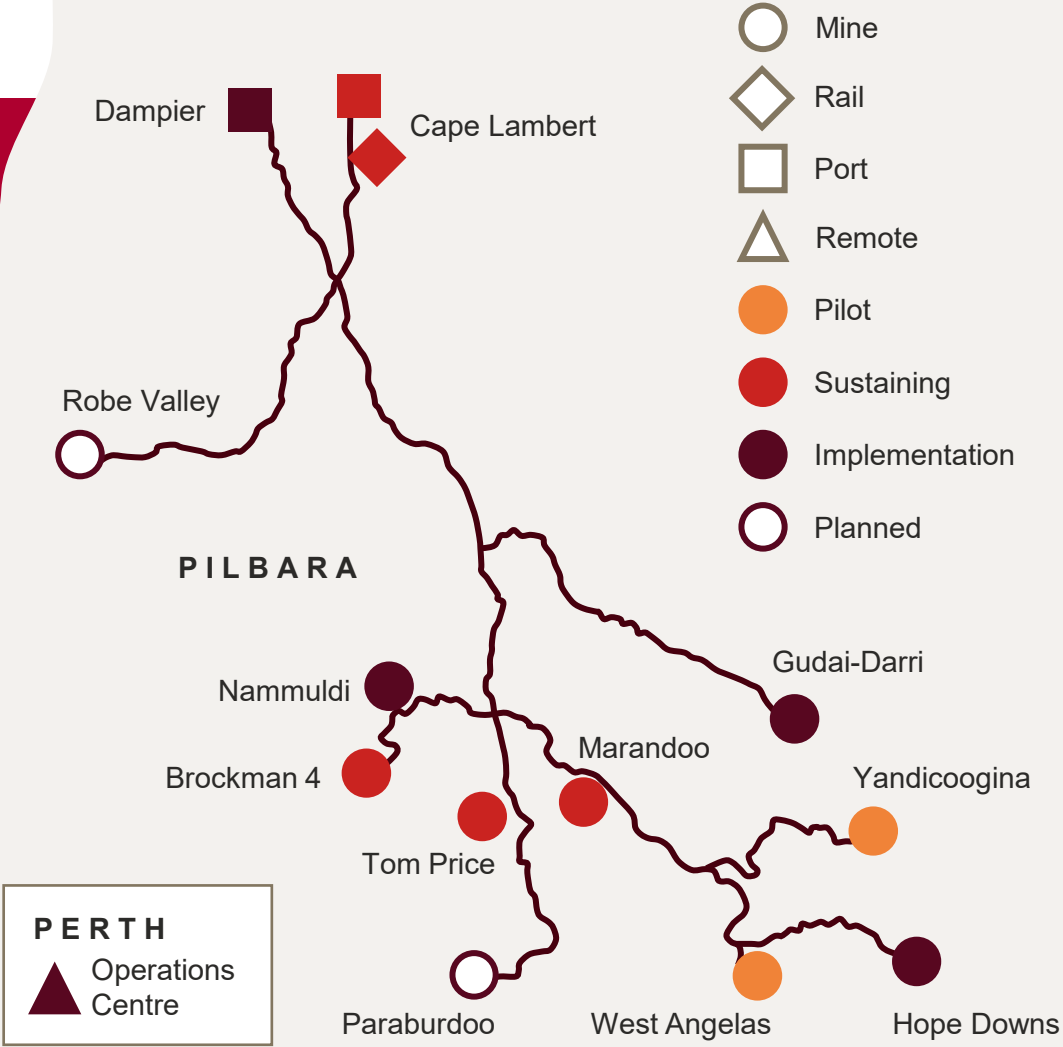 Mine
Rail
Port
Remote
Pilot
Sustaining
Implementation
Planned
Dampier
Cape Lambert
Robe Valley
PILBARA
Gudai-Darri
Nammuldi
Marandoo
Brockman 4
Yandicoogina
Tom Price
PERTH
Operations
Centre
Paraburdoo
West Angelas
Hope Downs